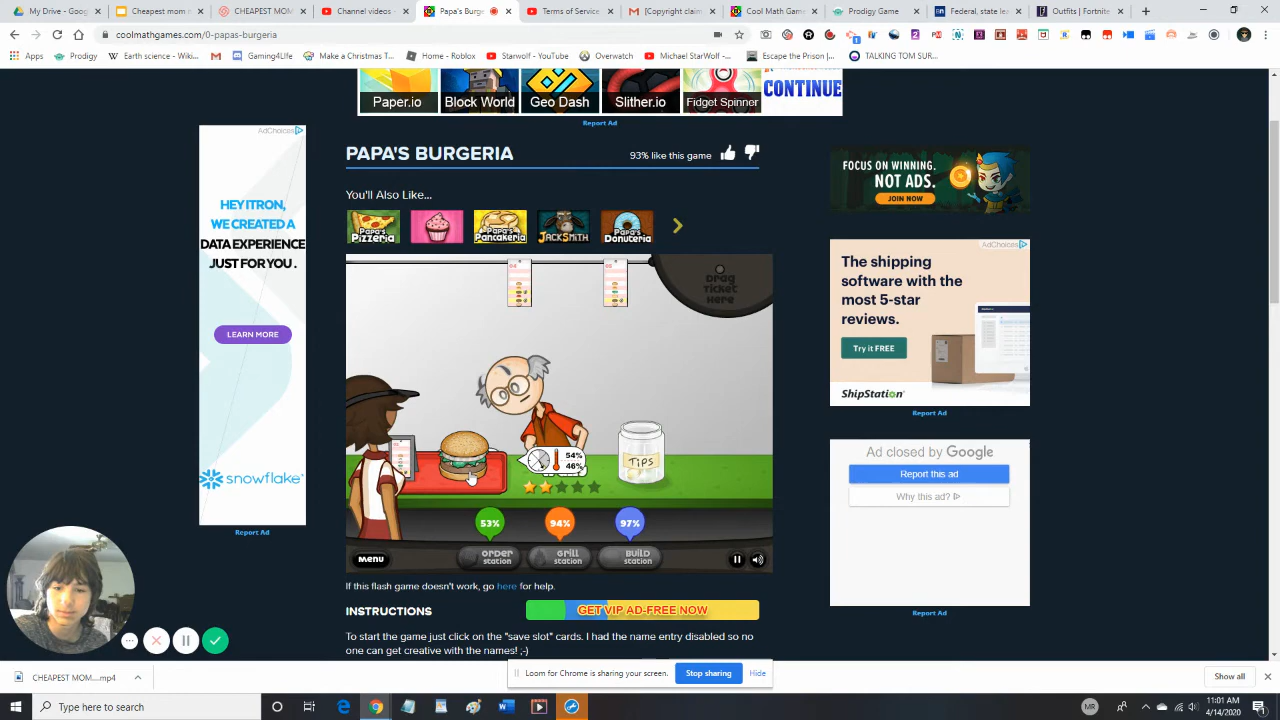 My Drive - Goog
CHEAPEST MOM
Cheapest mom
Channel videos -
Papa's Burge
Terms of Service
[Copyright claim
Cool Math Game
Prodigy Game
Federal, state lea
Outfits | Fortnite
coolmathgames.com/0-papas-burgeria
Apps
Prodigy
Earth science - Wiki...
Gaming4Life
Make a Christmas T...
Home - Roblox
Starwolf - YouTube
Overwatch
Michael StarWolf -...
Escape the Prison |...
TALKING TOM SUR...
Paper.io
Block World
Geo Dash
Slither.io
Fidget Spinner
CONTINUE
Report Ad
AdChoices
HEY ITRON,
WE CREATED A
DATA EXPERIENCE
JUST FOR YOU .
LEARN MORE
snowflake
Report Ad
PAPA'S BURGERIA
93% like this game
You'll Also Like...
Papa's Pizzeria
Papa's Pancakeria
JACKSMITH
Papa's Donuteria
Drag
Ticket
Here
TIPS
54%
46%
53%
94%
97%
MENU
ORDER
station
GRILL
station
BUILD
station
If this flash game doesn't work, go here for help.
INSTRUCTIONS
GET VIP AD-FREE NOW
To start the game just click on the "save slot" cards. I had the name entry disabled so no
one can get creative with the names! ;-)
FOCUS ON WINNING.
NOT ADS.
JOIN NOW
AdChoices
The shipping
software with the
most 5-star
reviews.
Try it FREE
ShipStation
Report Ad
Ad closed by Google
Report this ad
Why this ad?
Report Ad
Loom for Chrome is sharing your screen.
Stop sharing
Hide
CHEAPEST MOM....mp4
Show all
Type here to search
MR
11:01 AM
4/14/2020